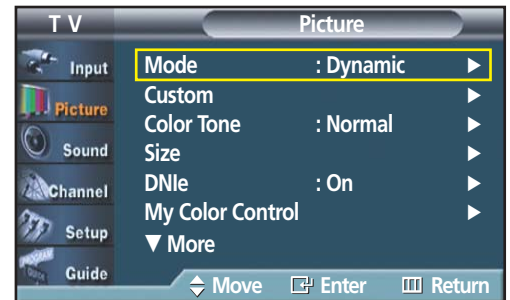 T V
Picture
Input
Picture
Sound
Channel
Setup
Guide
Mode : Dynamic ►
Custom ►
Color Tone : Normal ►
Size ►
DNIe : On ►
My Color Control ►
▼ More
Move Enter Return